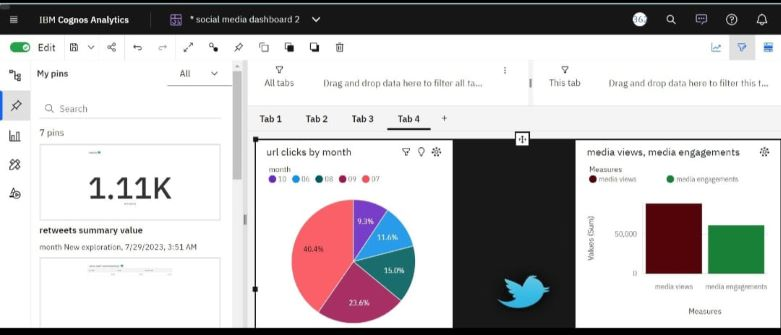 IBM Cognos Analytics
* social media dashboard 2
Edit
My pins
All
Search
7 pins
1.11K
retweets summary value
month New exploration, 7/29/2023, 3:51 AM
All tabs
Drag and drop data here to filter all ta...
This tab
Drag and drop data here to filter this t...
Tab 1
Tab 2
Tab 3
Tab 4
+
url clicks by month
month
10 06 08 09 07
9.3%
11.6%
15.0%
23.6%
40.4%
media views, media engagements
Measures
media views media engagements
Values (Sum)
50,000
0
media views media engagements
Measures